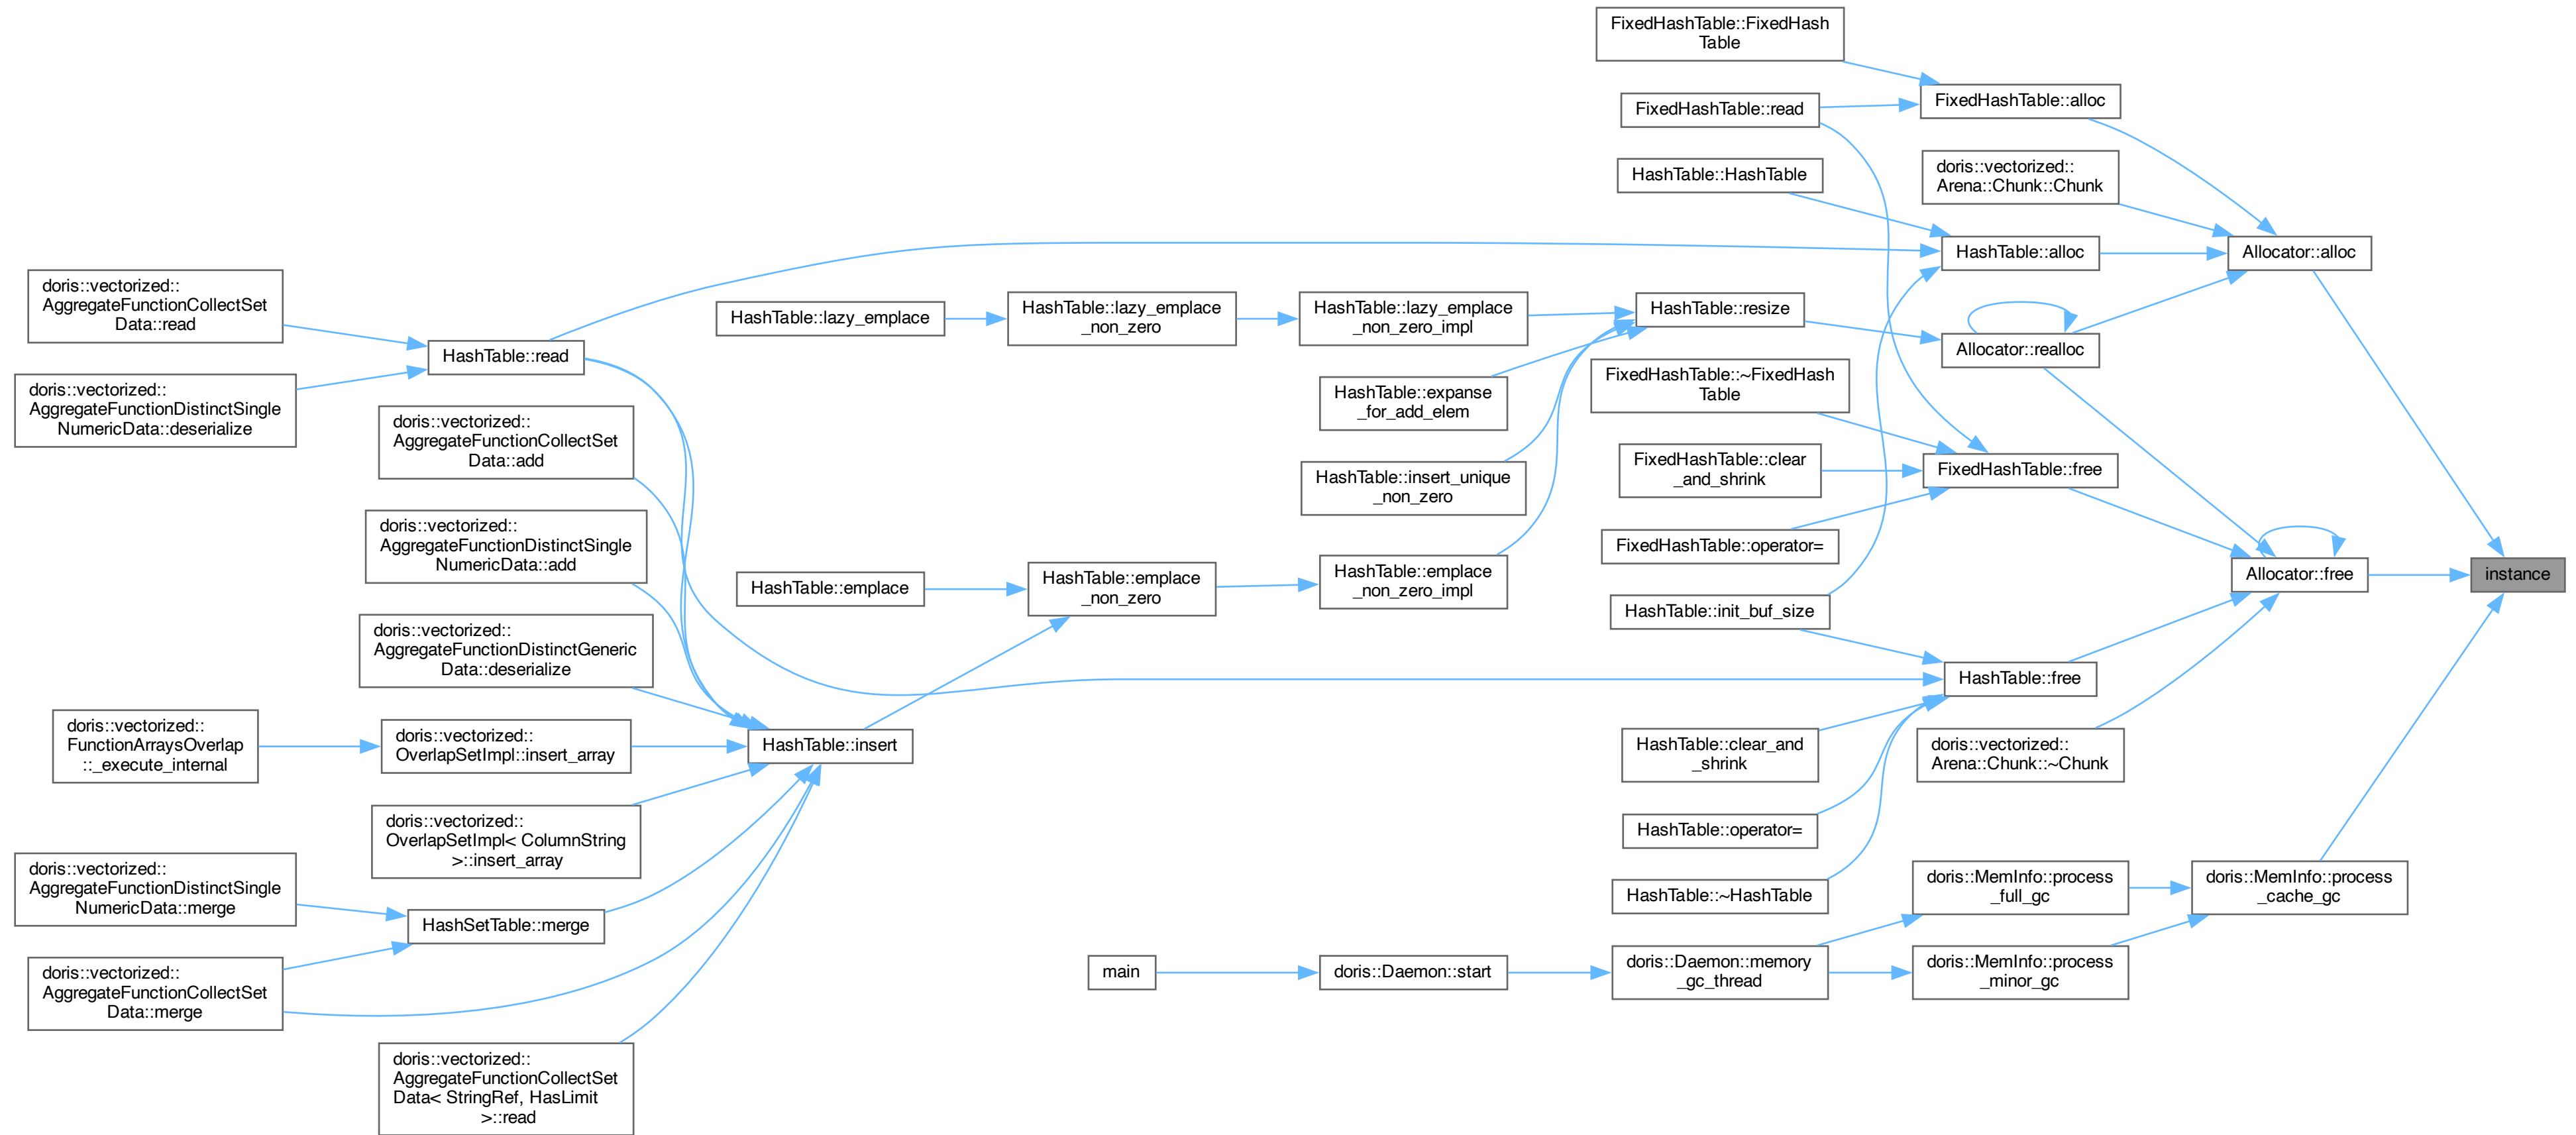 FixedHashTable::FixedHash
Table
FixedHashTable::alloc
FixedHashTable::read
doris::vectorized::
Arena::Chunk::Chunk
HashTable::HashTable
HashTable::alloc
Allocator::alloc
doris::vectorized::
AggregateFunctionCollectSet
Data::read
HashTable::lazy_emplace
HashTable::lazy_emplace
_non_zero
HashTable::lazy_emplace
_non_zero_impl
HashTable::resize
Allocator::realloc
HashTable::read
doris::vectorized::
AggregateFunctionDistinctSingle
NumericData::deserialize
HashTable::expanse
_for_add_elem
FixedHashTable::~FixedHash
Table
doris::vectorized::
AggregateFunctionCollectSet
Data::add
FixedHashTable::clear
_and_shrink
FixedHashTable::free
HashTable::insert_unique
_non_zero
FixedHashTable::operator=
doris::vectorized::
AggregateFunctionDistinctSingle
NumericData::add
HashTable::emplace
HashTable::emplace
_non_zero
HashTable::emplace
_non_zero_impl
Allocator::free
instance
HashTable::init_buf_size
doris::vectorized::
AggregateFunctionDistinctGeneric
Data::deserialize
HashTable::free
doris::vectorized::
FunctionArraysOverlap
::_execute_internal
doris::vectorized::
OverlapSetImpl::insert_array
HashTable::insert
HashTable::clear_and
_shrink
doris::vectorized::
Arena::Chunk::~Chunk
doris::vectorized::
OverlapSetImpl< ColumnString
>::insert_array
HashTable::operator=
doris::vectorized::
AggregateFunctionDistinctSingle
NumericData::merge
HashSetTable::merge
HashTable::~HashTable
doris::MemInfo::process
_full_gc
doris::MemInfo::process
_cache_gc
doris::vectorized::
AggregateFunctionCollectSet
Data::merge
main
doris::Daemon::start
doris::Daemon::memory
_gc_thread
doris::MemInfo::process
_minor_gc
doris::vectorized::
AggregateFunctionCollectSet
Data< StringRef, HasLimit
>::read